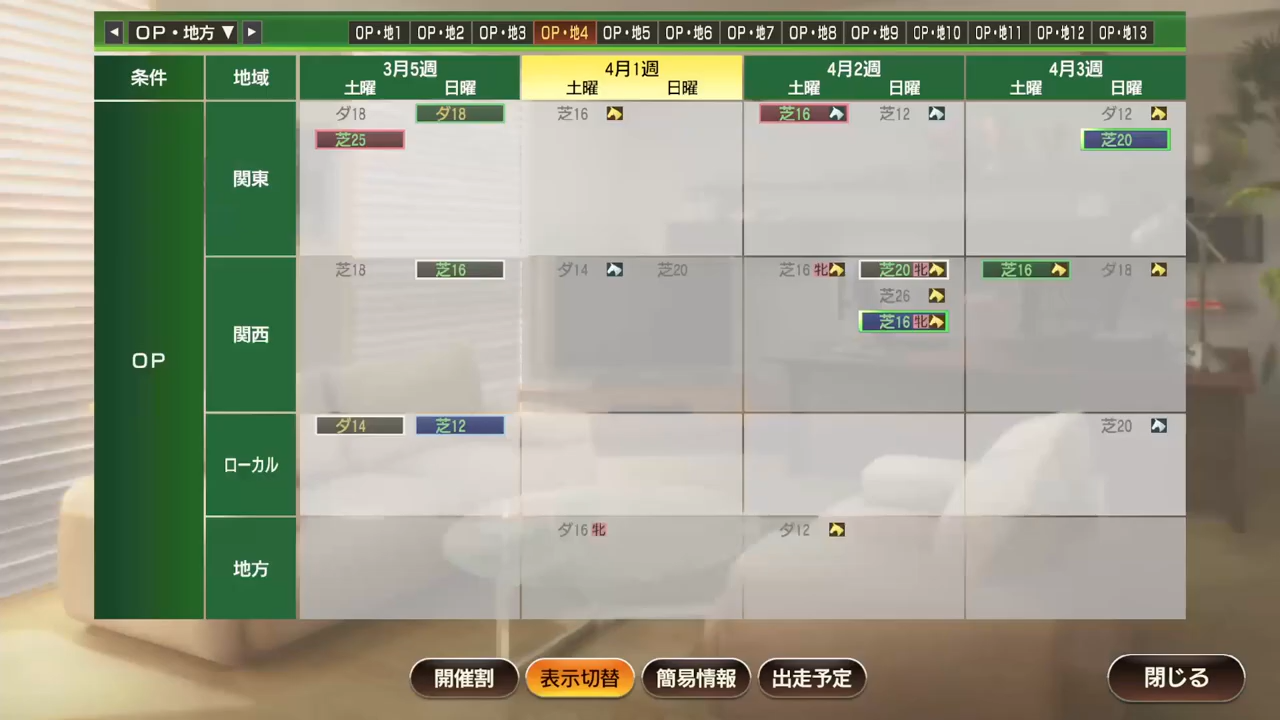 ◀ OP・地方▼ ▶ OP・地1 OP・地2 OP・地3 OP・地4 OP・地5 OP・地6 OP・地7 OP・地8 OP・地9 OP・地10 OP・地11 OP・地12 OP・地13
条件 地域 3月5週 4月1週 4月2週 4月3週
土曜 日曜 土曜 日曜 土曜 日曜 土曜 日曜
OP
関東
ダ18 ダ18 芝16 芝16 芝12 ダ12
芝25 芝20
関西
芝18 芝16 ダ14 芝20 芝16 牝 芝20 牝 芝16 ダ18
芝26
芝16 牝
ローカル
ダ14 芝12 芝20
地方
ダ16 牝 ダ12
開催割 表示切替 簡易情報 出走予定 閉じる